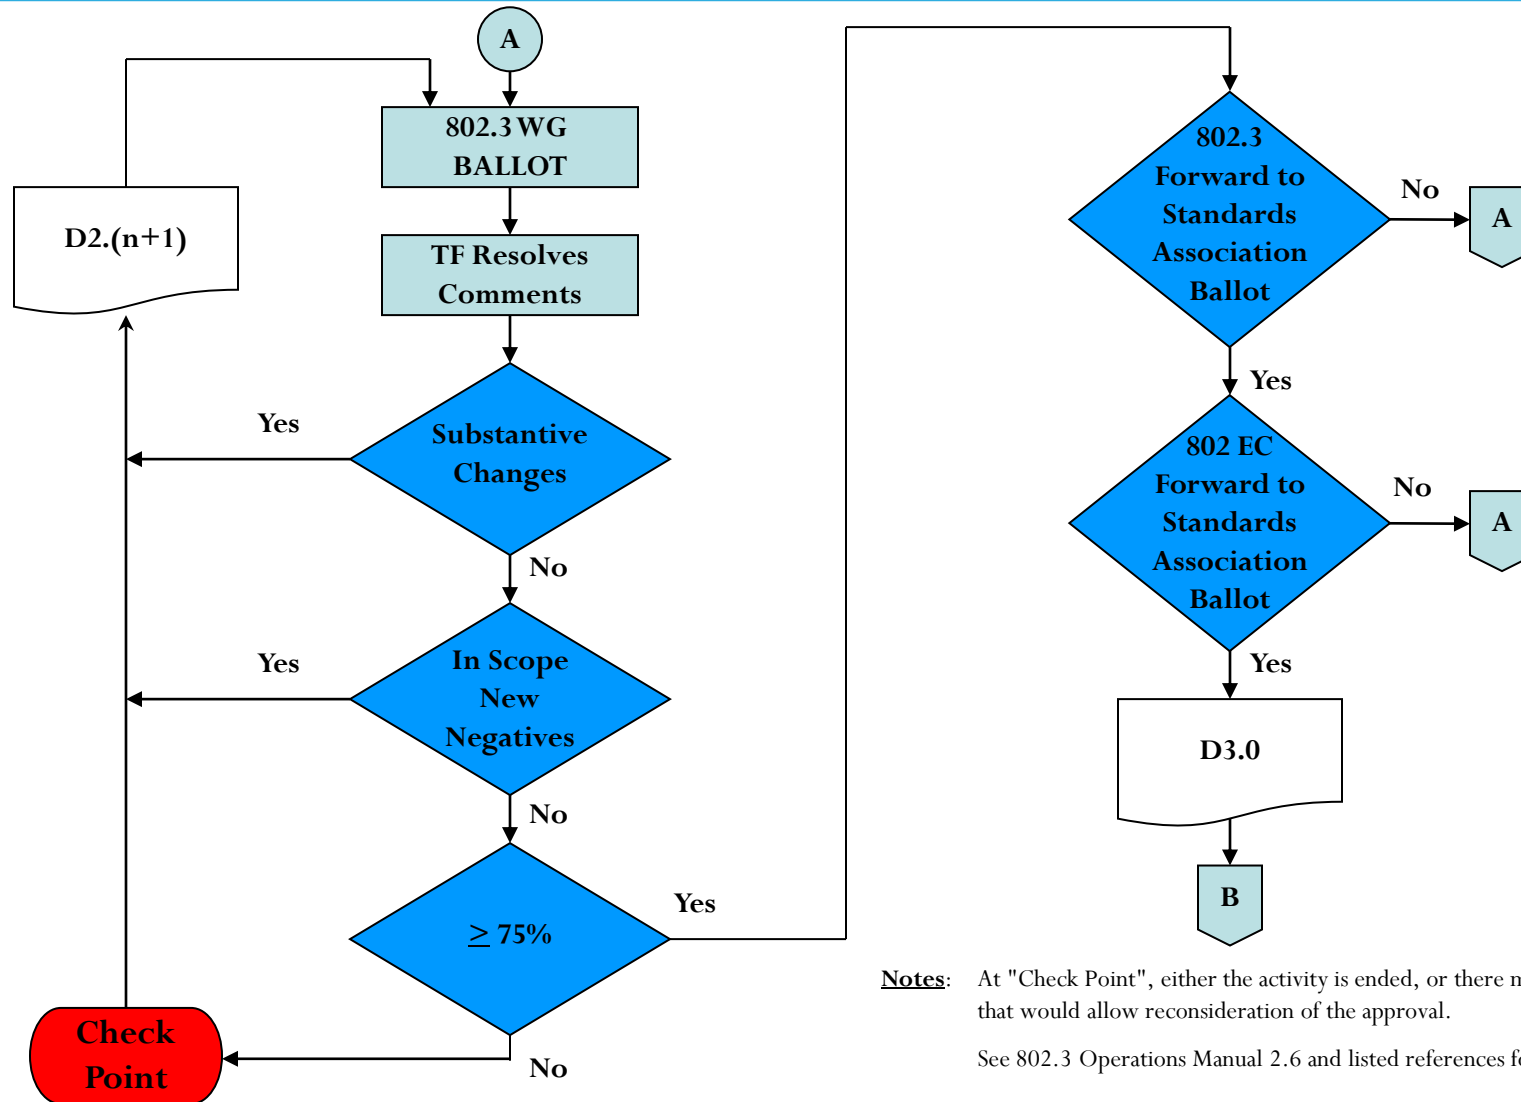 A
802.3 WG
BALLOT
D2.(n+1)
TF Resolves
Comments
Yes
Substantive
Changes
No
Yes
In Scope
New
Negatives
No
≥ 75%
Yes
No
Check
Point
802.3
Forward to
Standards
Association
Ballot
No
A
Yes
802 EC
Forward to
Standards
Association
Ballot
No
A
Yes
D3.0
B
Notes: At "Check Point", either the activity is ended, or there
that would allow reconsideration of the approval.
See 802.3 Operations Manual 2.6 and listed references